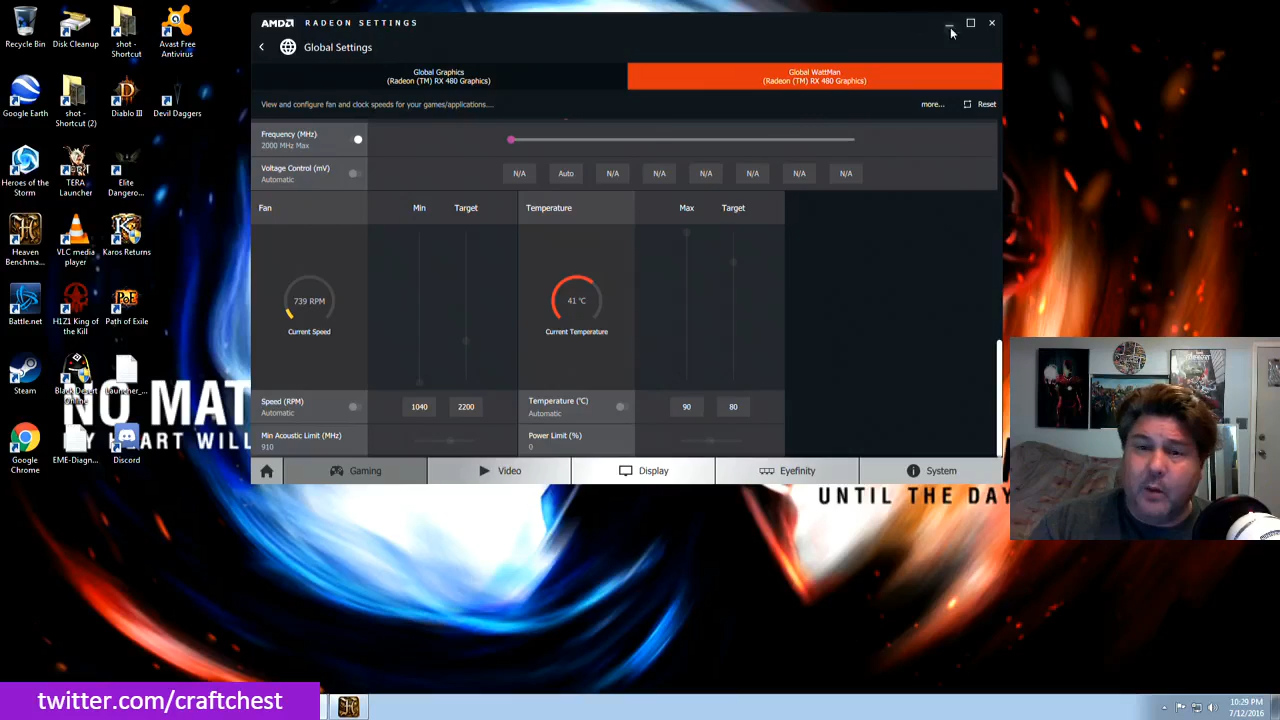 AMD RADEON SETTINGS
Global Settings
Global Graphics
(Radeon (TM) RX 480 Graphics)
Global WattMan
(Radeon (TM) RX 480 Graphics)
View and configure fan and clock speeds for your games/applications....
more...
Reset
Frequency (MHz)
2000 MHz Max
Voltage Control (mV)
Automatic
N/A Auto N/A N/A N/A N/A N/A N/A
Fan Min Target Temperature Max Target
739 RPM
Current Speed
41 °C
Current Temperature
Speed (RPM)
Automatic
1040 2200
Temperature (°C)
Automatic
90 80
Min Acoustic Limit (MHz)
910
Power Limit (%)
0
Gaming Video Display Eyefinity System
Recycle Bin
Disk Cleanup
shot -
Shortcut
Avast Free
Antivirus
Google Earth
shot -
Shortcut (2)
Diablo III
Devil Daggers
Heroes of the
Storm
TERA
Launcher
Elite
Dangero...
Heaven
Benchma...
VLC media
player
Karos Returns
Battle.net
H1Z1 King of
the Kill
Path of Exile
Steam
Black Desert
Online
Launcher_...
Google
Chrome
EME-Diagn...
Discord
NO MAT
MY HEART WILL
UNTIL THE DAY
twitter.com/craftchest
10:29 PM
7/12/2016